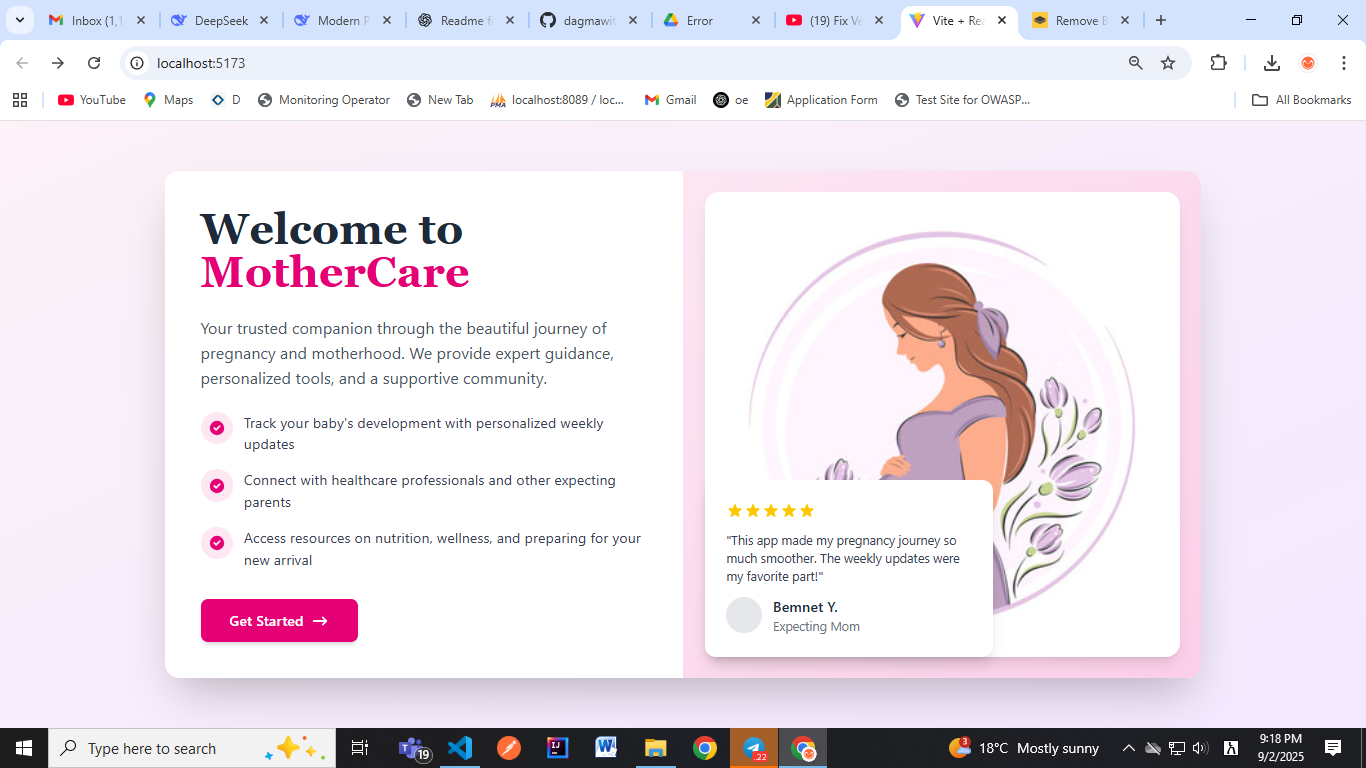 Inbox (1,1
DeepSeek
Modern P
Readme f
dagmawit
Error
(19) Fix Ve
Vite + Rea
Remove B
localhost:5173
YouTube
Maps
D
Monitoring Operator
New Tab
localhost:8089 / loc...
Gmail
oe
Application Form
Test Site for OWASP...
All Bookmarks
Welcome to
MotherCare
Your trusted companion through the beautiful journey of
pregnancy and motherhood. We provide expert guidance,
personalized tools, and a supportive community.
Track your baby's development with personalized weekly
updates
Connect with healthcare professionals and other expecting
parents
Access resources on nutrition, wellness, and preparing for your
new arrival
Get Started
"This app made my pregnancy journey so
much smoother. The weekly updates were
my favorite part!"
Bemnet Y.
Expecting Mom
Type here to search
19
22
3
18°C Mostly sunny
9:18 PM
9/2/2025